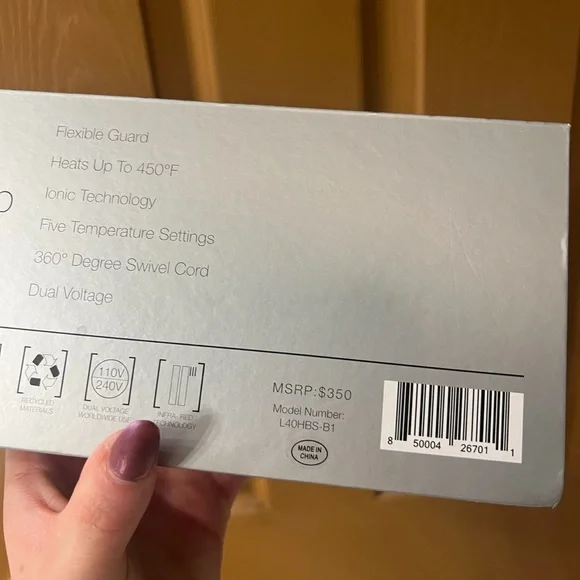 Flexible Guard
Heats Up To 450°F
Ionic Technology
Five Temperature Settings
360° Degree Swivel Cord
Dual Voltage
RECYCLED
MATERIALS
110V
240V
DUAL VOLTAGE
WORLDWIDE USE
INFRA-RED
TECHNOLOGY
MSRP:$350
Model Number:
L40HBS-B1
MADE IN
CHINA
8 50004 26701 1